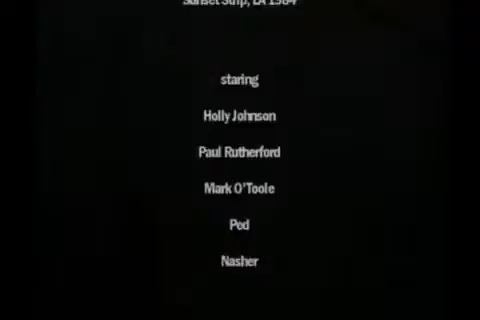 Sunset Strip, LA 1984
staring
Holly Johnson
Paul Rutherford
Mark O'Toole
Ped
Nasher